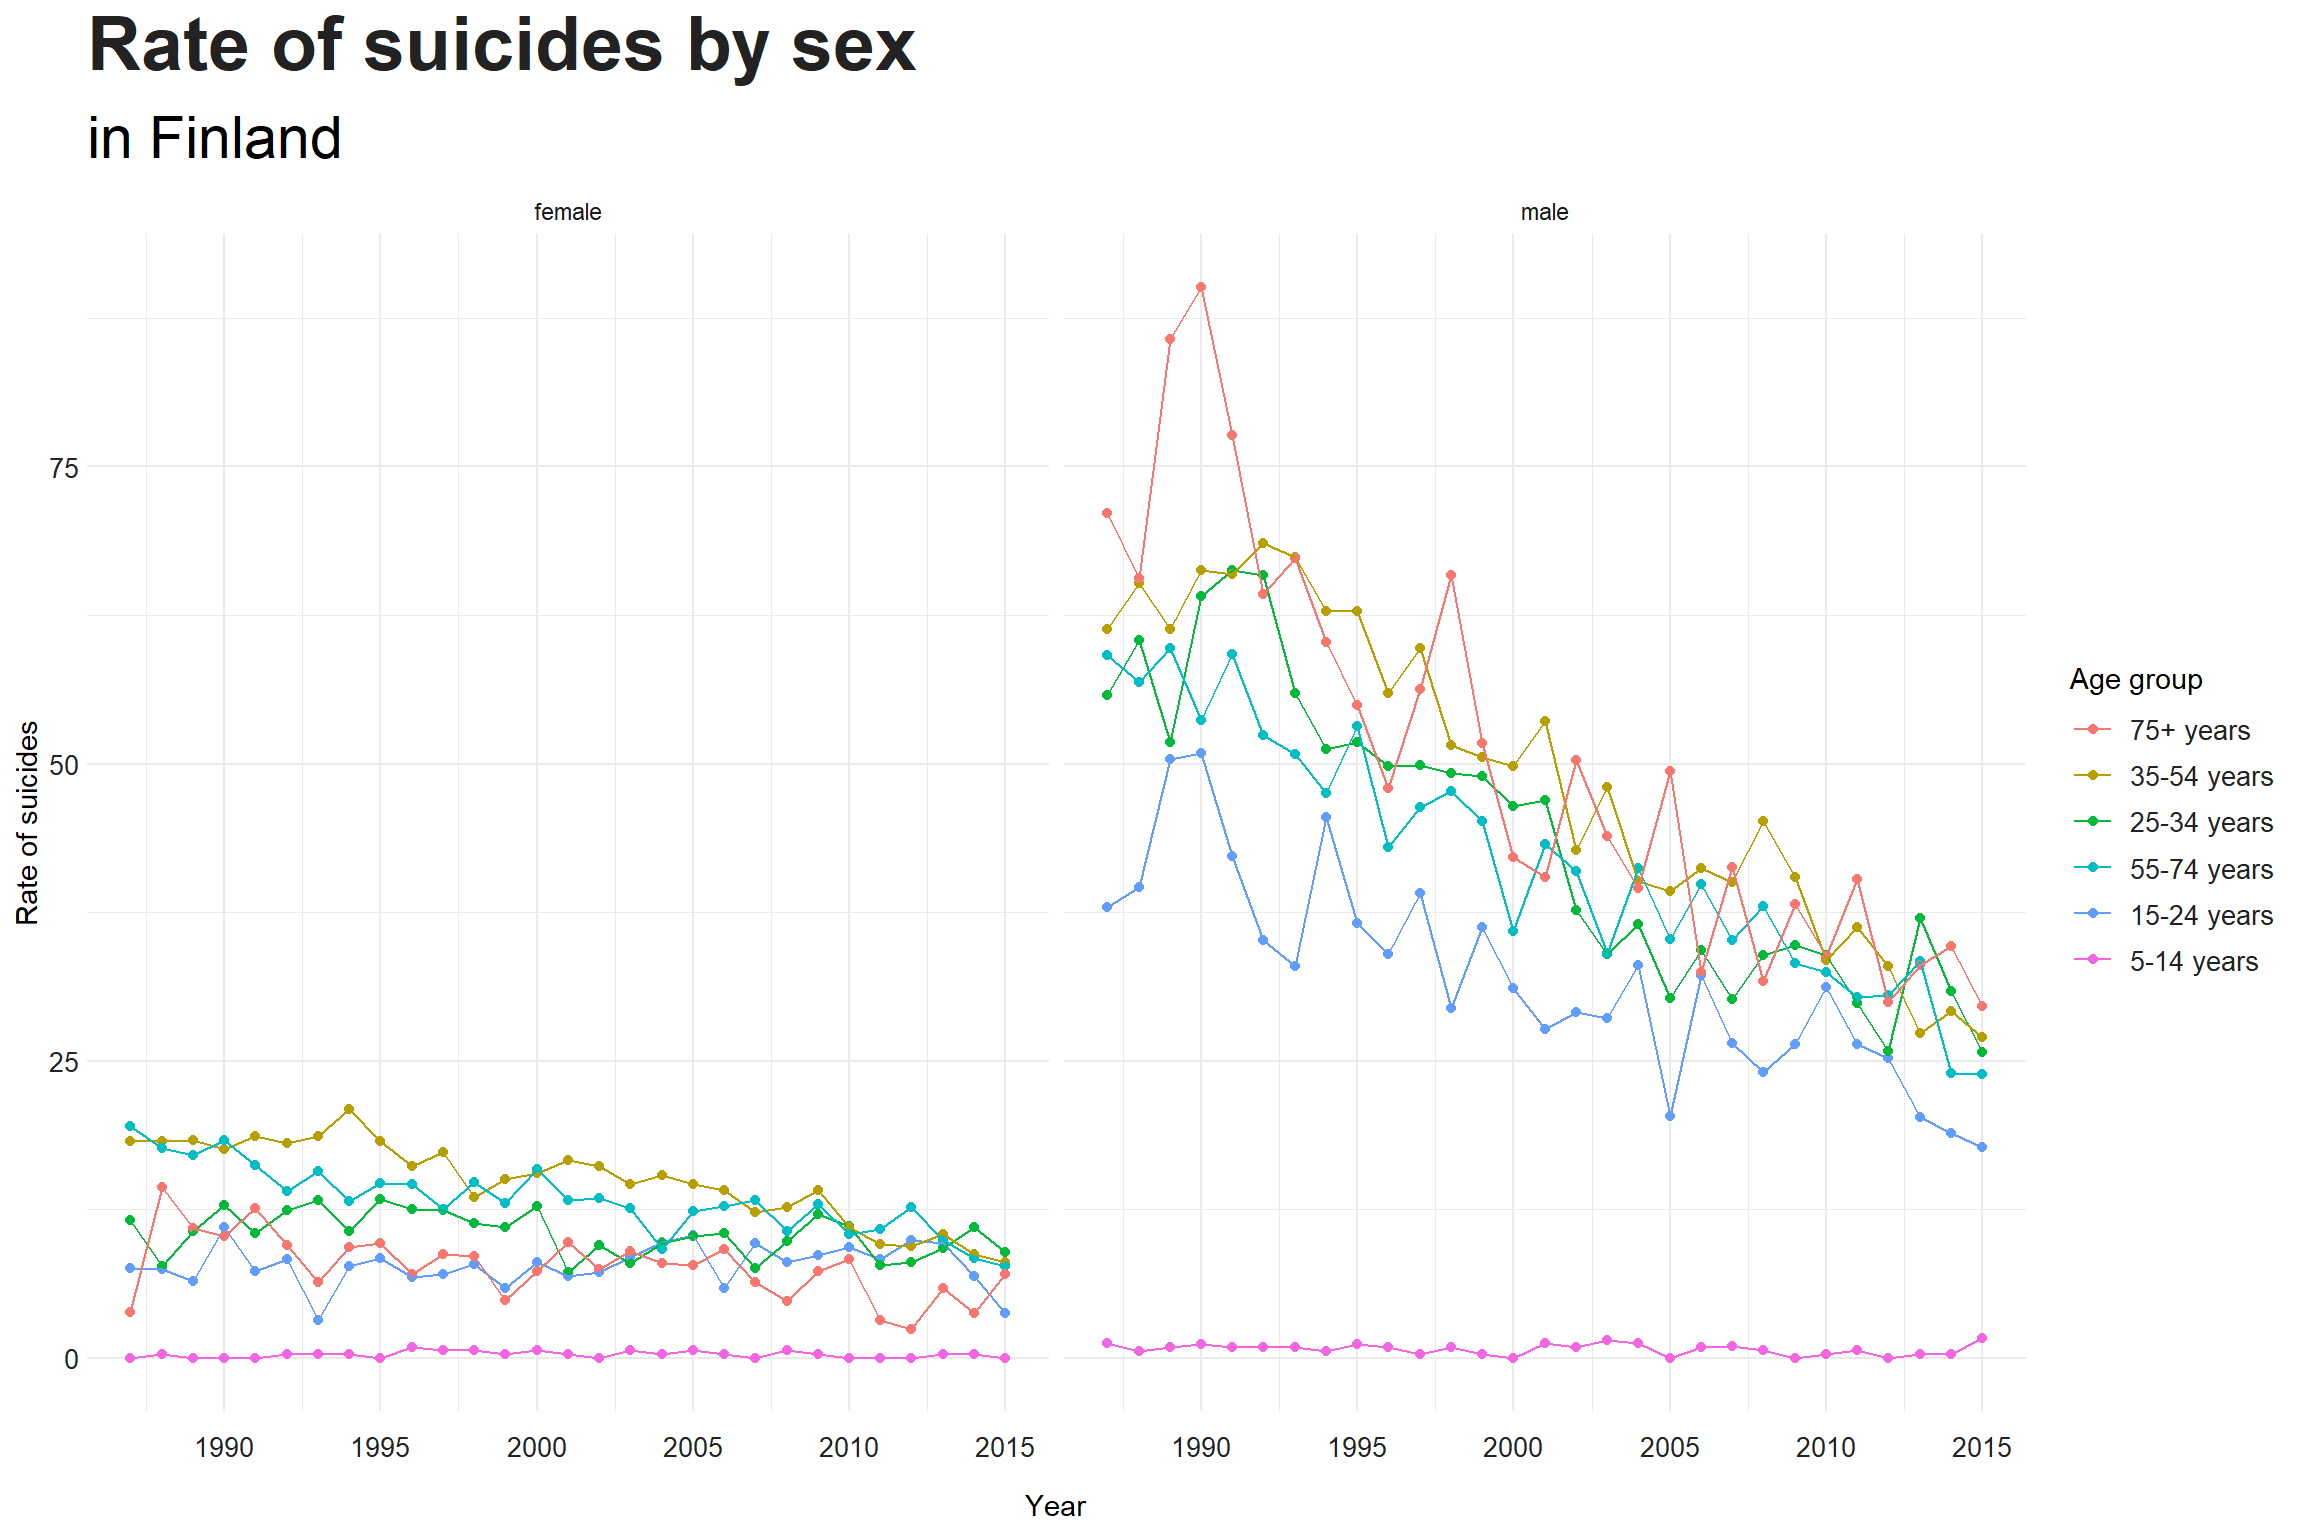 Rate of suicides by sex
in Finland
female
male
Rate of suicides
75
50
25
0
1990 1995 2000 2005 2010 2015
1990 1995 2000 2005 2010 2015
Year
Age group
75+ years
35-54 years
25-34 years
55-74 years
15-24 years
5-14 years